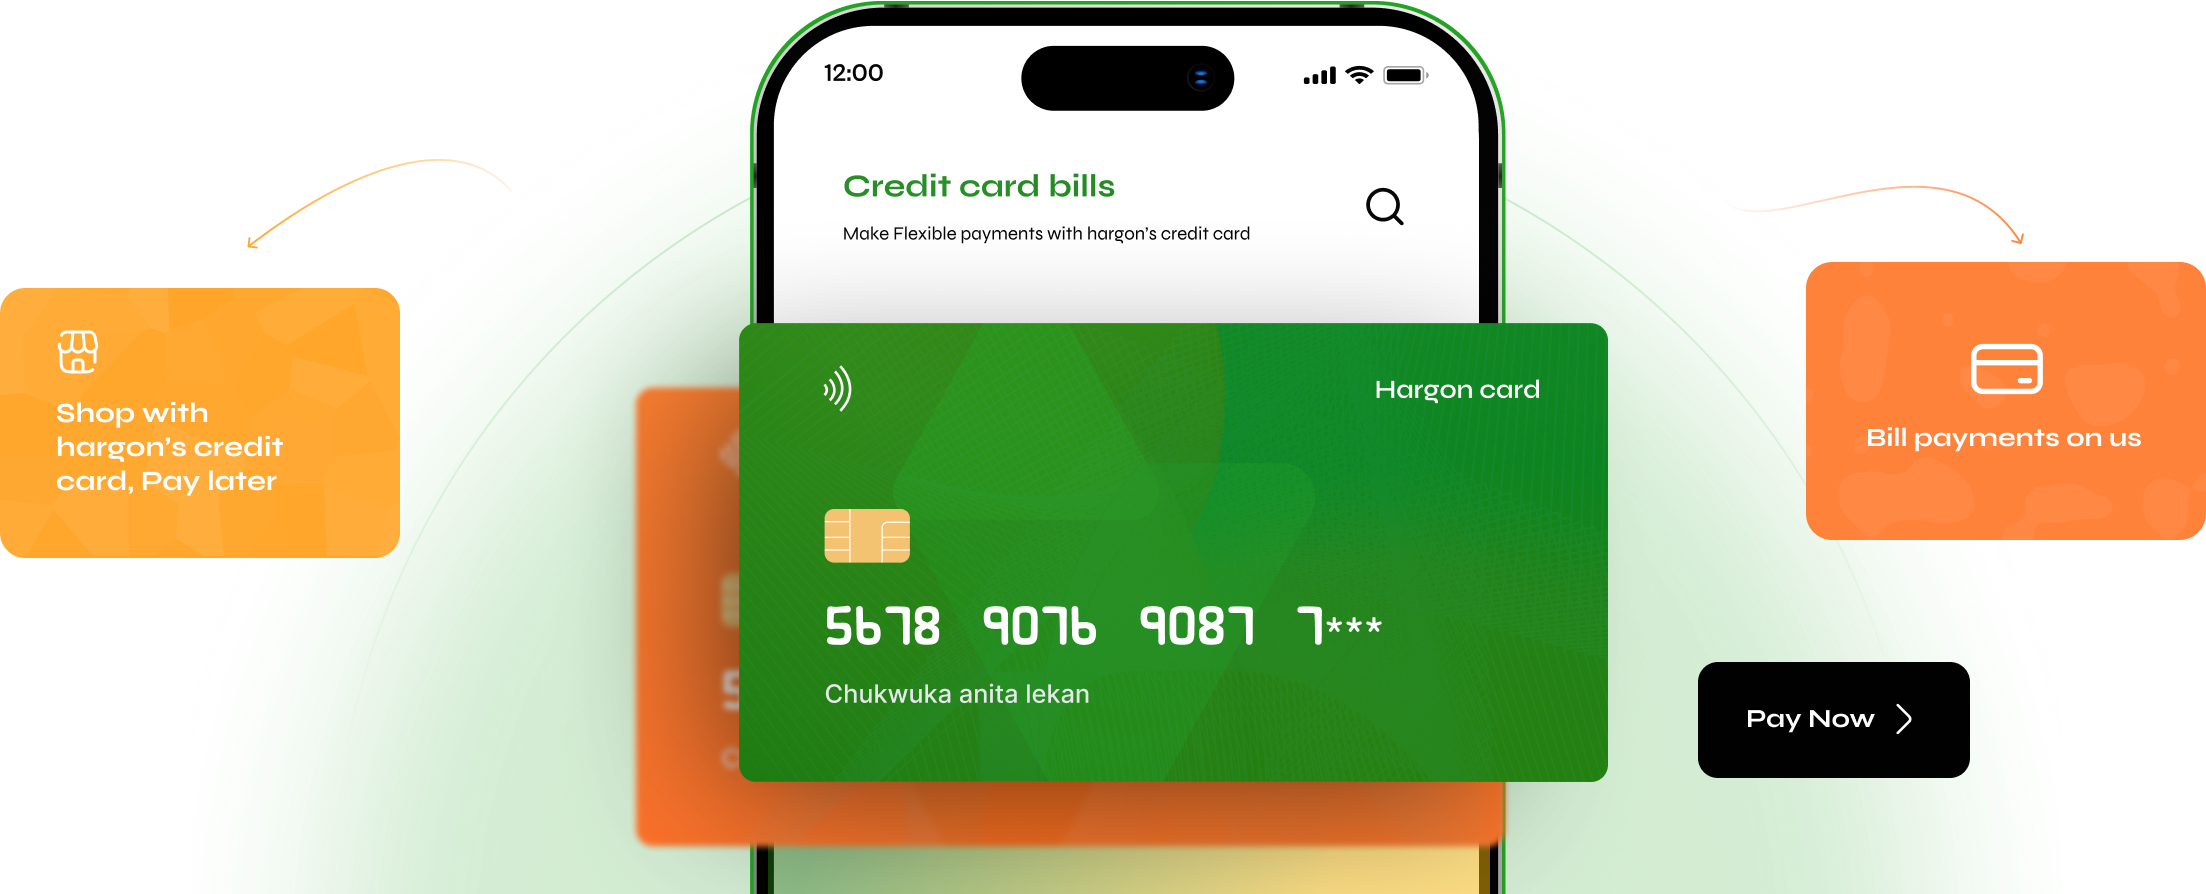 12:00
Credit card bills
Make Flexible payments with hargon’s credit card
Shop with
hargon’s credit
card, Pay later
Hargon card
5678 9076 9087 7***
Chukwuka anita lekan
Bill payments on us
Pay Now